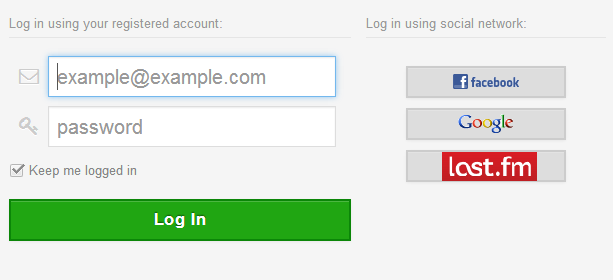 Log in using your registered account:
example@example.com
password
Keep me logged in
Log In
Log in using social network:
facebook
Google
last.fm